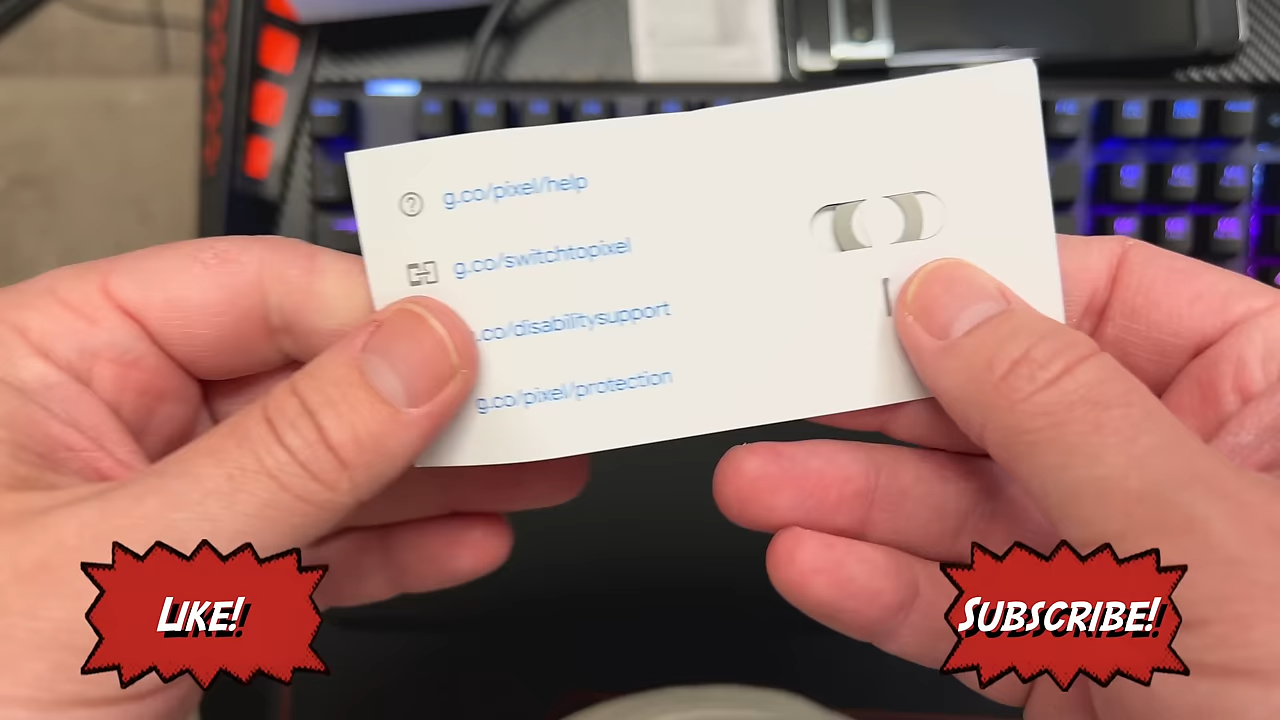 g.co/pixel/help
g.co/switchtopixel
.co/disabilitysupport
g.co/pixel/protection
LIKE!
SUBSCRIBE!